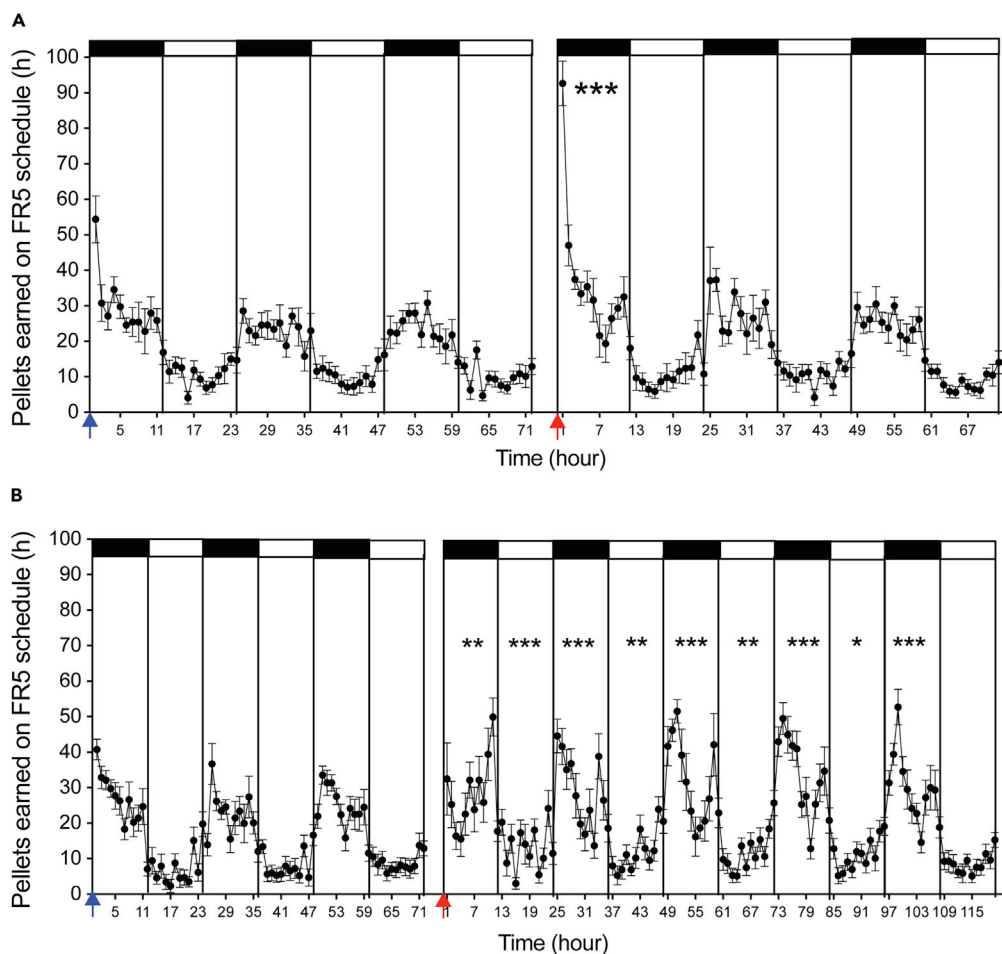 A
Pellets earned on FR5 schedule (h)
100
90
80
70
60
50
40
30
20
10
0
***
5 11 17 23 29 35 41 47 53 59 65 71
1 7 13 19 25 31 37 43 49 55 61 67
Time (hour)
B
Pellets earned on FR5 schedule (h)
100
90
80
70
60
50
40
30
20
10
0
** *** *** ** *** ** *** * ***
5 11 17 23 29 35 41 47 53 59 65 71
1 7 13 19 25 31 37 43 49 55 61 67 73 79 85 91 97 103 109 115
Time (hour)